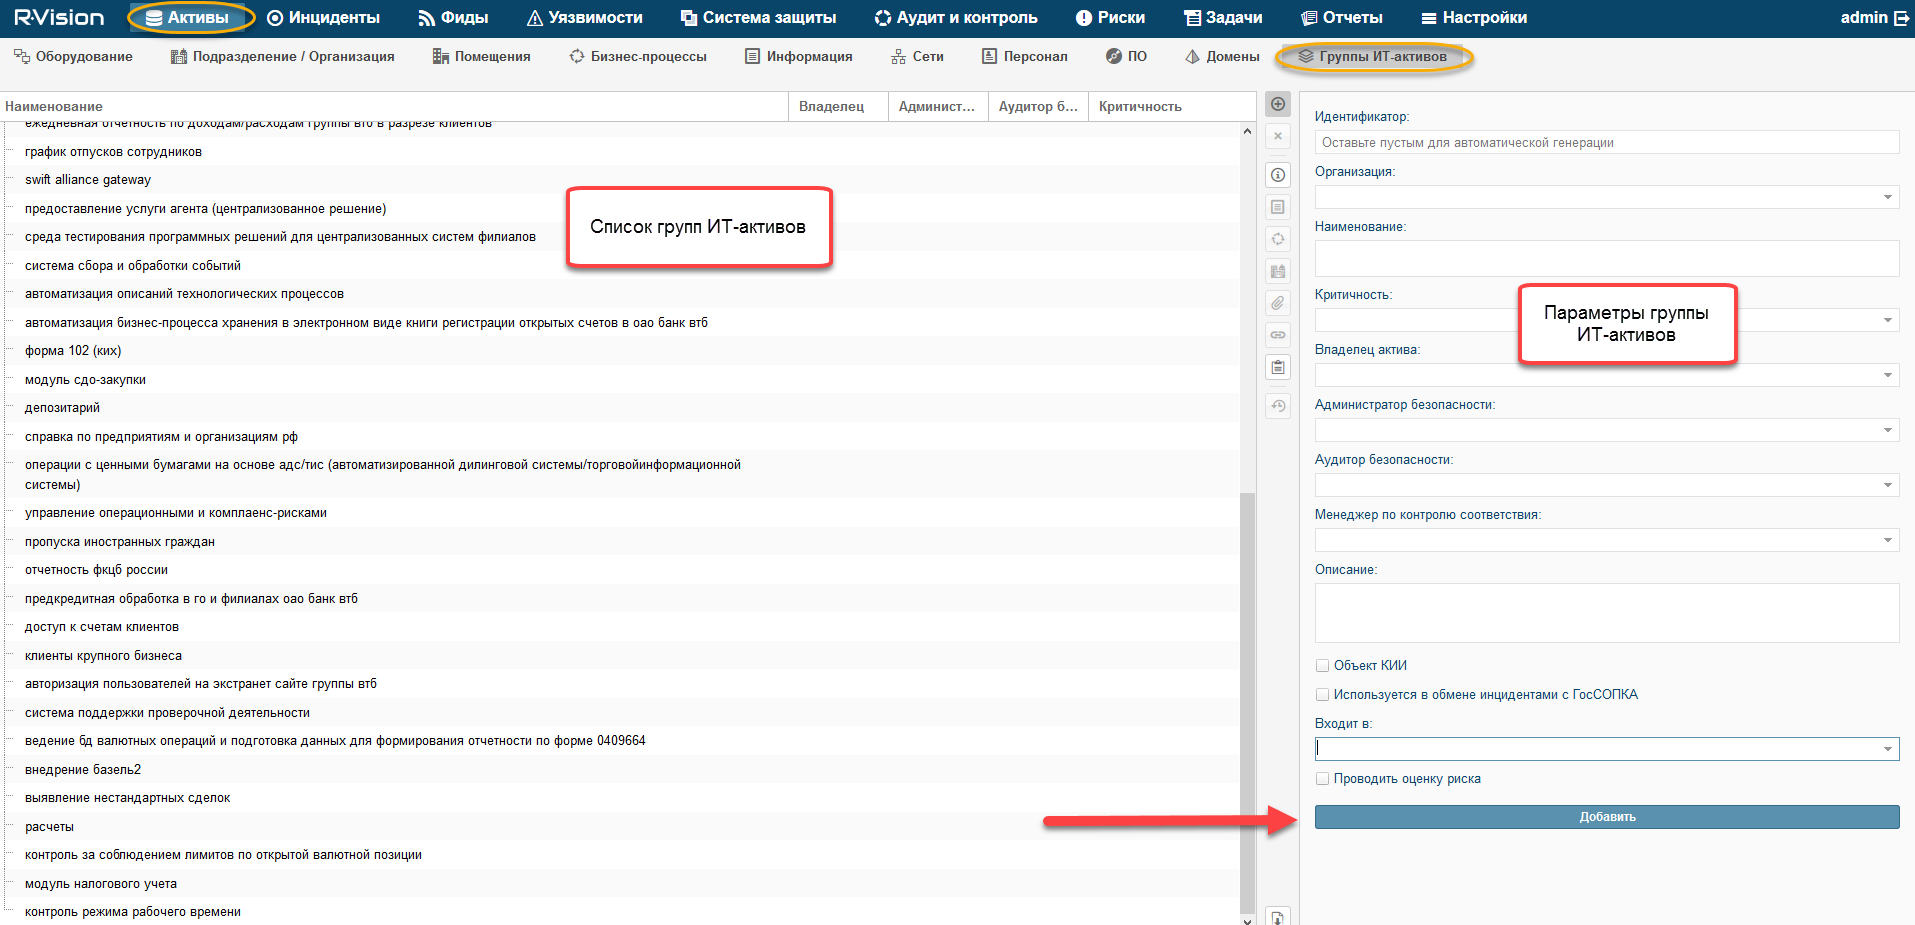 R·Vision Активы Инциденты Фиды Уязвимости Система защиты Аудит и контроль Риски Задачи Отчеты Настройки admin
Оборудование Подразделение / Организация Помещения Бизнес-процессы Информация Сети Персонал ПО Домены Группы ИТ-активов
Наименование Владелец Админист... Аудитор б... Критичность
ежедневная отчетность по доходам/расходам группы втб в разрезе клиентов
график отпусков сотрудников
swift alliance gateway
предоставление услуги агента (централизованное решение)
среда тестирования программных решений для централизованных систем филиалов
система сбора и обработки событий
автоматизация описаний технологических процессов
автоматизация бизнес-процесса хранения в электронном виде книги регистрации открытых счетов в оао банк втб
форма 102 (ких)
модуль сдо-закупки
депозитарий
справка по предприятиям и организациям рф
операции с ценными бумагами на основе адс/тис (автоматизированной дилинговой системы/торговойинформационной
системы)
управление операционными и комплаенс-рисками
пропуска иностранных граждан
отчетность фкцб россии
предкредитная обработка в го и филиалах оао банк втб
доступ к счетам клиентов
клиенты крупного бизнеса
авторизация пользователей на экстранет сайте группы втб
система поддержки проверочной деятельности
ведение бд валютных операций и подготовка данных для формирования отчетности по форме 0409664
внедрение базель2
выявление нестандартных сделок
расчеты
контроль за соблюдением лимитов по открытой валютной позиции
модуль налогового учета
контроль режима рабочего времени
Список групп ИТ-активов
Идентификатор:
Оставьте пустым для автоматической генерации
Организация:
Наименование:
Критичность:
Параметры группы
ИТ-активов
Владелец актива:
Администратор безопасности:
Аудитор безопасности:
Менеджер по контролю соответствия:
Описание:
Объект КИИ
Используется в обмене инцидентами с ГосСОПКА
Входит в:
Проводить оценку риска
Добавить